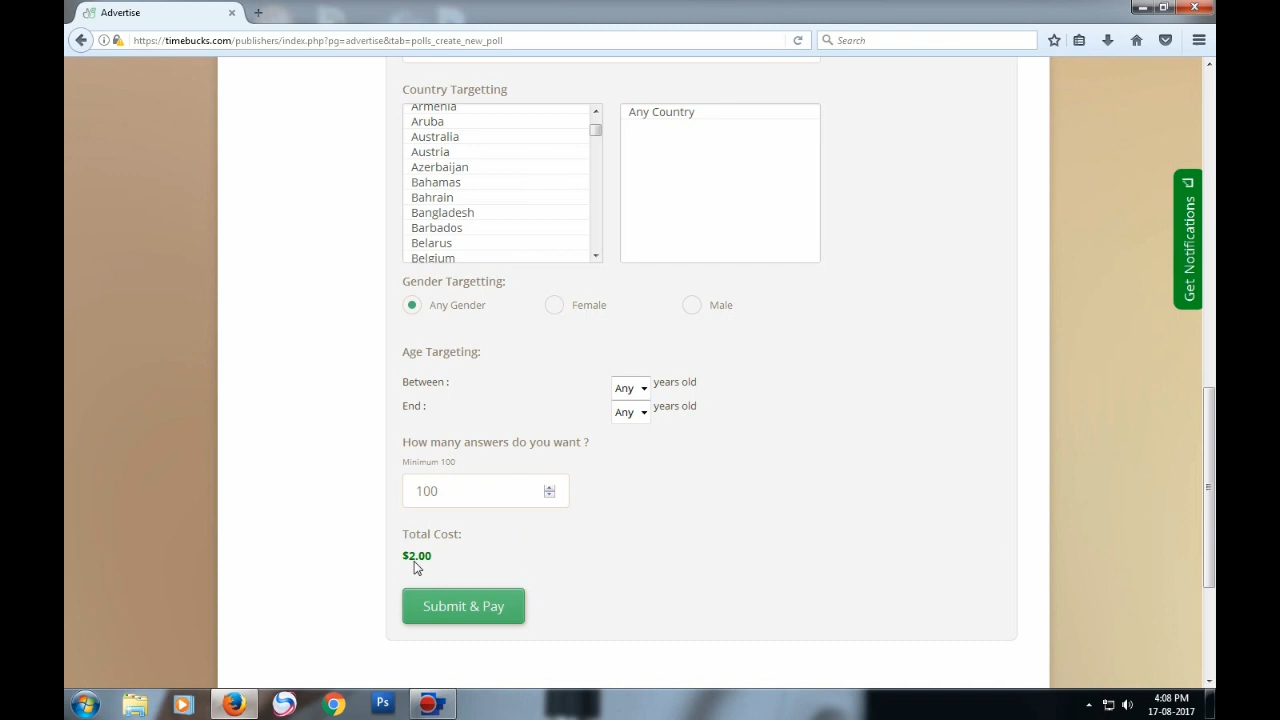 Advertise
https://timebucks.com/publishers/index.php?pg=advertise&tab=polls_create_new_poll
Search
Country Targetting
Armenia
Aruba
Australia
Austria
Azerbaijan
Bahamas
Bahrain
Bangladesh
Barbados
Belarus
Belgium
Any Country
Get Notifications
Gender Targetting:
Any Gender Female Male
Age Targeting:
Between : Any years old
End : Any years old
How many answers do you want ?
Minimum 100
100
Total Cost:
$2.00
Submit & Pay
Ps
4:08 PM
17-08-2017